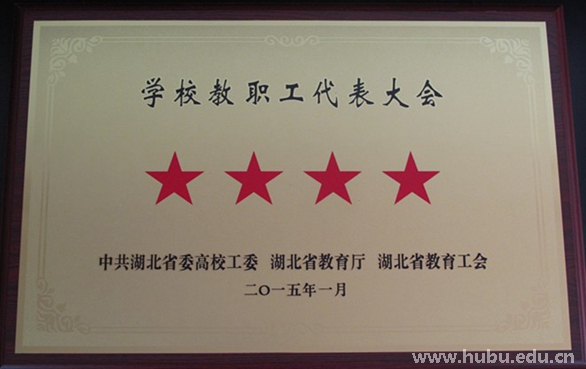 学校教职工代表大会
中共湖北省委高校工委 湖北省教育厅 湖北省教育工会
二〇一五年一月
www.hubu.edu.cn